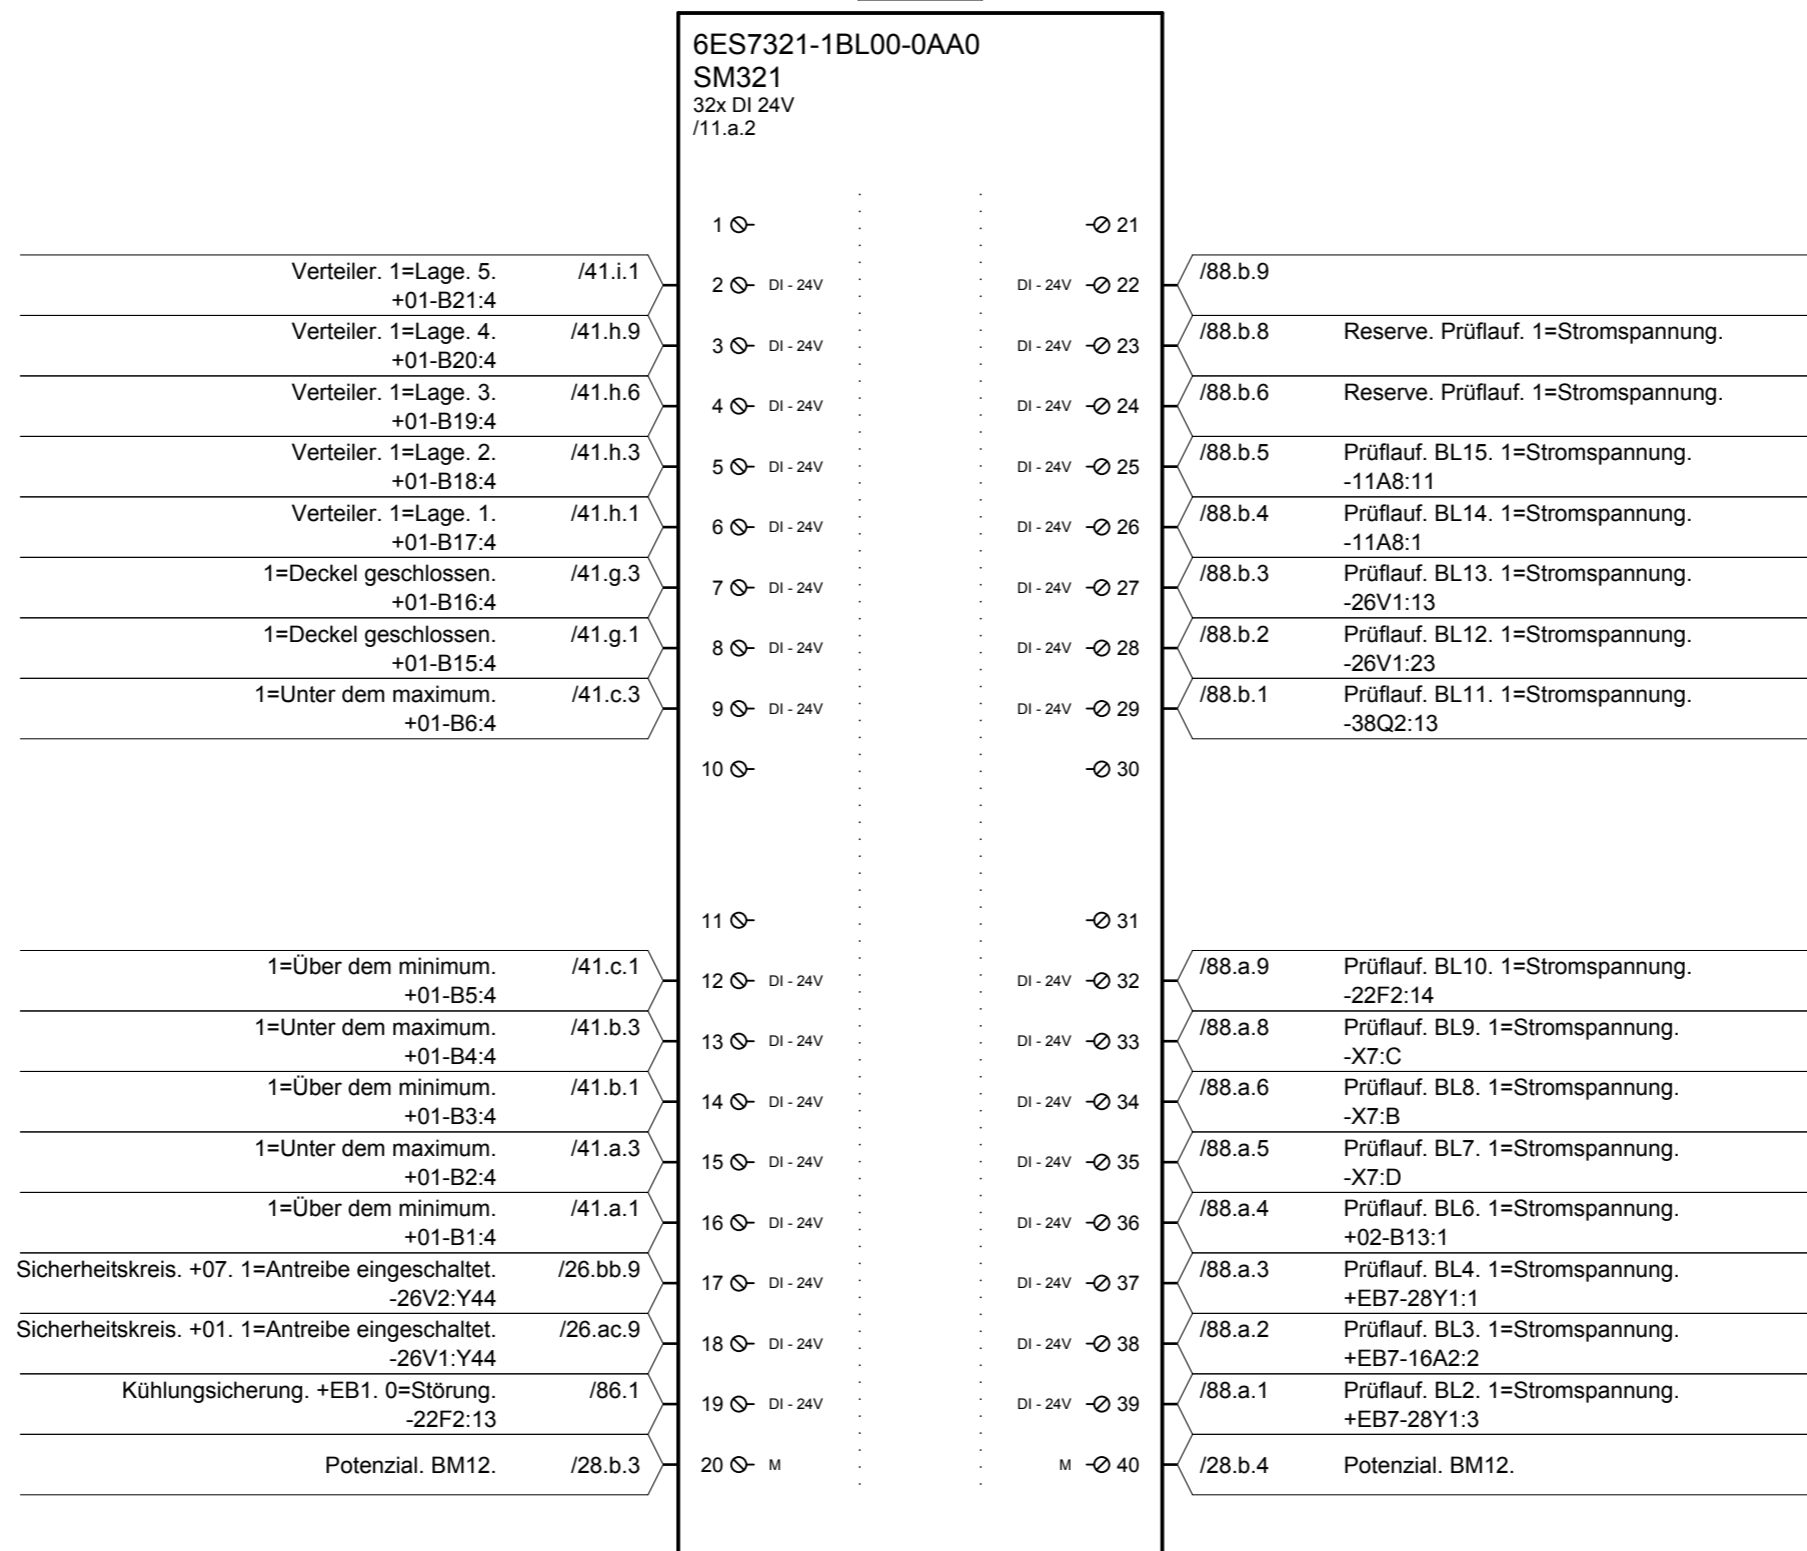 6ES7321-1BL00-0AA0
SM321
32x DI 24V
/11.a.2
1 21
Verteiler. 1=Lage. 5. /41.i.1
+01-B21:4
2 DI - 24V DI - 24V 22
/88.b.9
Verteiler. 1=Lage. 4. /41.h.9
+01-B20:4
3 DI - 24V DI - 24V 23
/88.b.8 Reserve. Prüflauf. 1=Stromspannung.
Verteiler. 1=Lage. 3. /41.h.6
+01-B19:4
4 DI - 24V DI - 24V 24
/88.b.6 Reserve. Prüflauf. 1=Stromspannung.
Verteiler. 1=Lage. 2. /41.h.3
+01-B18:4
5 DI - 24V DI - 24V 25
/88.b.5 Prüflauf. BL15. 1=Stromspannung.
-11A8:11
Verteiler. 1=Lage. 1. /41.h.1
+01-B17:4
6 DI - 24V DI - 24V 26
/88.b.4 Prüflauf. BL14. 1=Stromspannung.
-11A8:1
1=Deckel geschlossen. /41.g.3
+01-B16:4
7 DI - 24V DI - 24V 27
/88.b.3 Prüflauf. BL13. 1=Stromspannung.
-26V1:13
1=Deckel geschlossen. /41.g.1
+01-B15:4
8 DI - 24V DI - 24V 28
/88.b.2 Prüflauf. BL12. 1=Stromspannung.
-26V1:23
1=Unter dem maximum. /41.c.3
+01-B6:4
9 DI - 24V DI - 24V 29
/88.b.1 Prüflauf. BL11. 1=Stromspannung.
-38Q2:13
10 30
11 31
1=Über dem minimum. /41.c.1
+01-B5:4
12 DI - 24V DI - 24V 32
/88.a.9 Prüflauf. BL10. 1=Stromspannung.
-22F2:14
1=Unter dem maximum. /41.b.3
+01-B4:4
13 DI - 24V DI - 24V 33
/88.a.8 Prüflauf. BL9. 1=Stromspannung.
-X7:C
1=Über dem minimum. /41.b.1
+01-B3:4
14 DI - 24V DI - 24V 34
/88.a.6 Prüflauf. BL8. 1=Stromspannung.
-X7:B
1=Unter dem maximum. /41.a.3
+01-B2:4
15 DI - 24V DI - 24V 35
/88.a.5 Prüflauf. BL7. 1=Stromspannung.
-X7:D
1=Über dem minimum. /41.a.1
+01-B1:4
16 DI - 24V DI - 24V 36
/88.a.4 Prüflauf. BL6. 1=Stromspannung.
+02-B13:1
Sicherheitskreis. +07. 1=Antreibe eingeschaltet. /26.bb.9
-26V2:Y44
17 DI - 24V DI - 24V 37
/88.a.3 Prüflauf. BL4. 1=Stromspannung.
+EB7-28Y1:1
Sicherheitskreis. +01. 1=Antreibe eingeschaltet. /26.ac.9
-26V1:Y44
18 DI - 24V DI - 24V 38
/88.a.2 Prüflauf. BL3. 1=Stromspannung.
+EB7-16A2:2
Kühlungsicherung. +EB1. 0=Störung. /86.1
-22F2:13
19 DI - 24V DI - 24V 39
/88.a.1 Prüflauf. BL2. 1=Stromspannung.
+EB7-28Y1:3
Potenzial. BM12. /28.b.3
20 M M 40
/28.b.4 Potenzial. BM12.